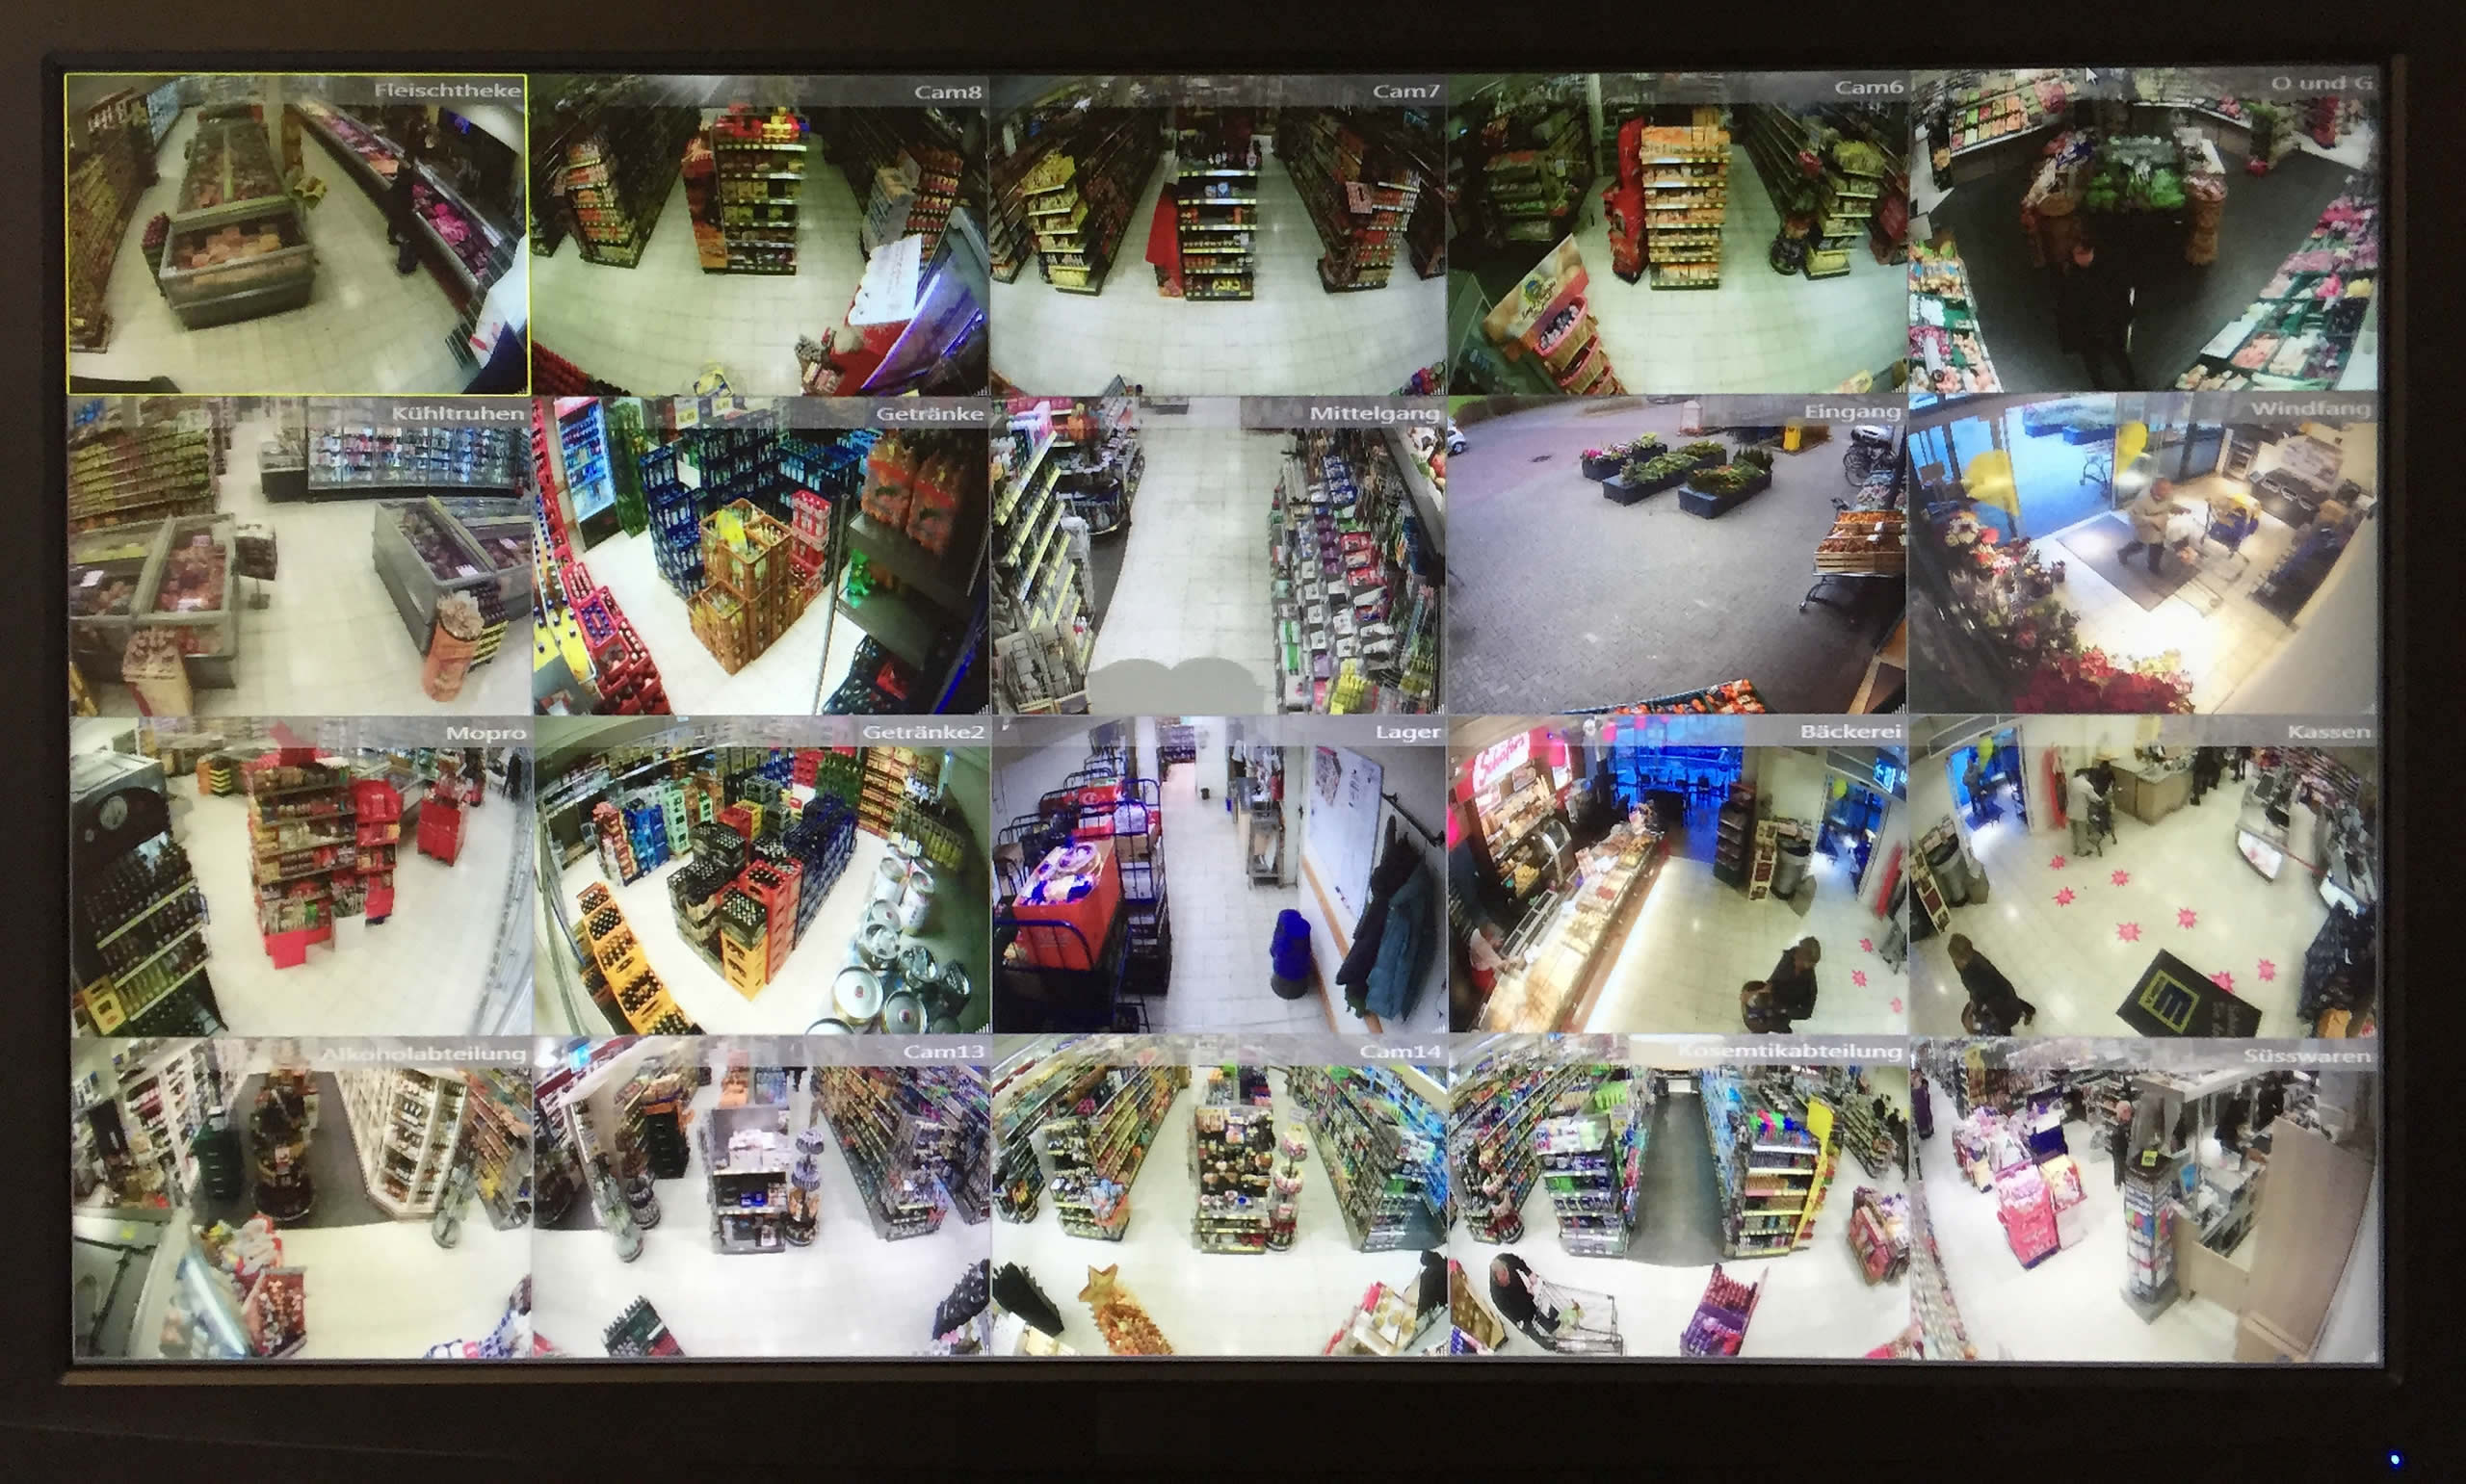 Fleischtheke
Cam8
Cam7
Cam6
O und G
Kühltruhen
Getränke
Mittelgang
Eingang
Windfang
Mopro
Getränke2
Lager
Bäckerei
Kassen
Alkoholabteilung
Cam13
Cam14
Kosemtikabteilung
Süsswaren
Schäfer's